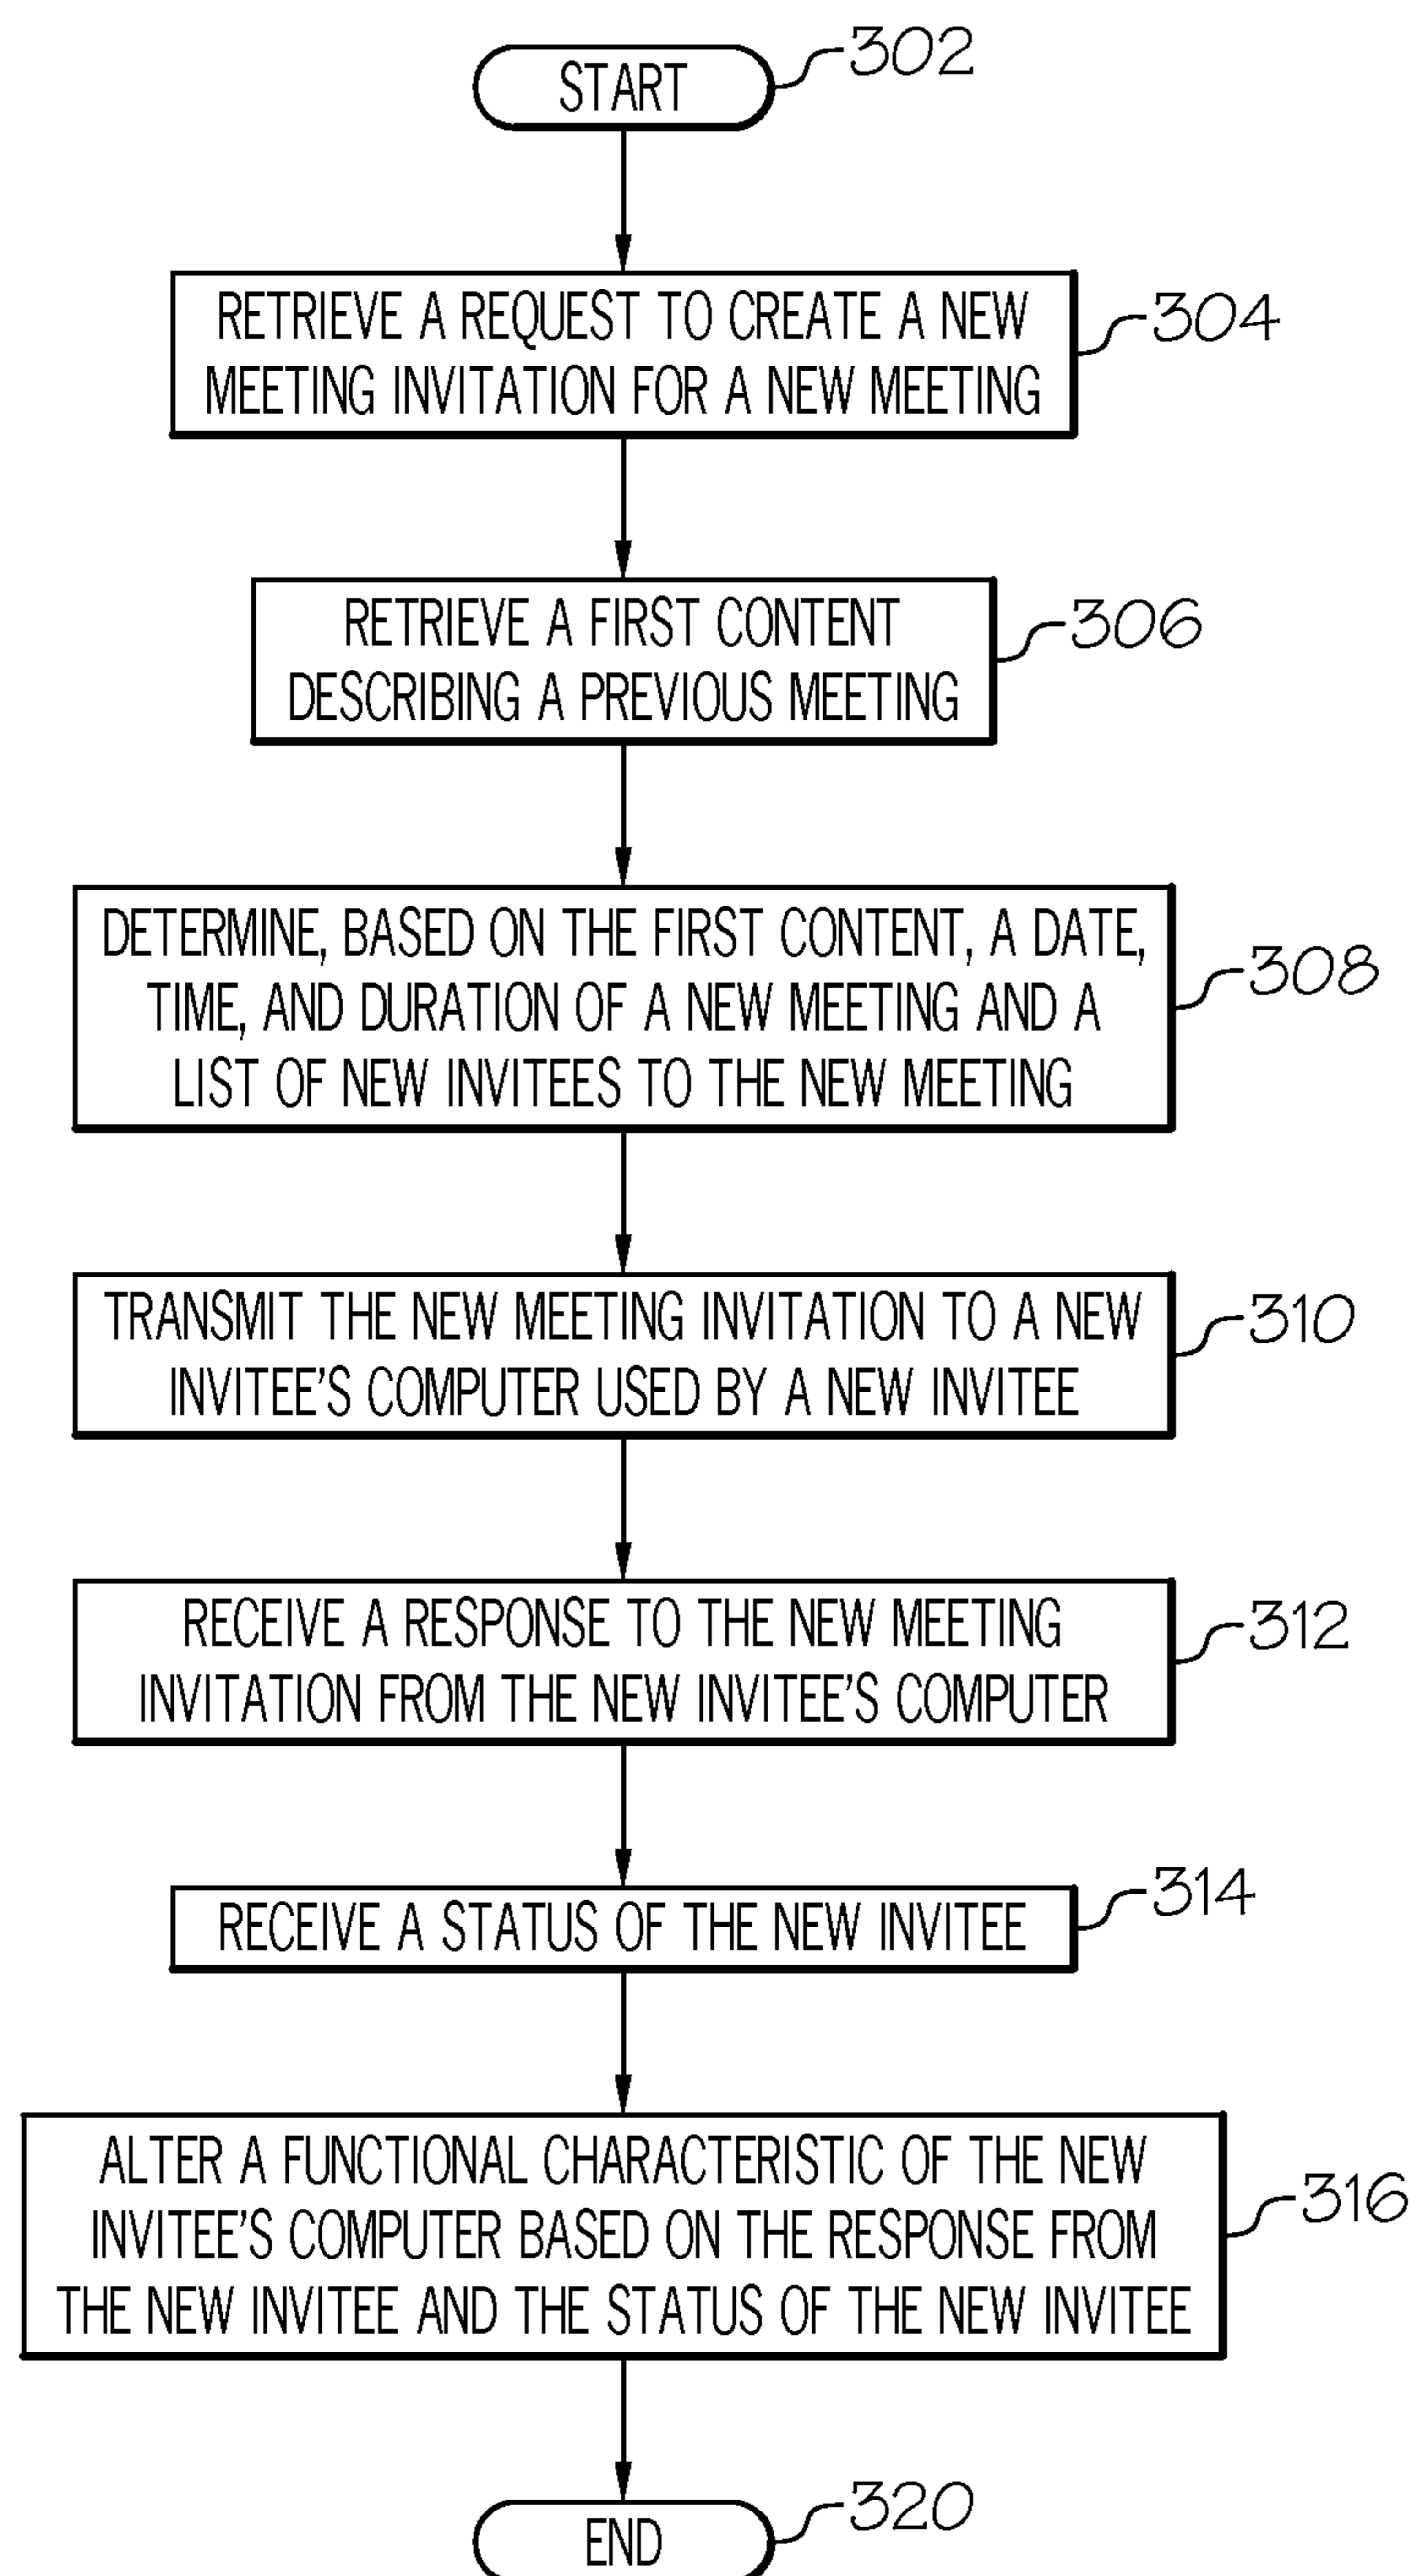 START
302
RETRIEVE A REQUEST TO CREATE A NEW
MEETING INVITATION FOR A NEW MEETING
304
RETRIEVE A FIRST CONTENT
DESCRIBING A PREVIOUS MEETING
306
DETERMINE, BASED ON THE FIRST CONTENT, A DATE,
TIME, AND DURATION OF A NEW MEETING AND A
LIST OF NEW INVITEES TO THE NEW MEETING
308
TRANSMIT THE NEW MEETING INVITATION TO A NEW
INVITEE'S COMPUTER USED BY A NEW INVITEE
310
RECEIVE A RESPONSE TO THE NEW MEETING
INVITATION FROM THE NEW INVITEE'S COMPUTER
312
RECEIVE A STATUS OF THE NEW INVITEE
314
ALTER A FUNCTIONAL CHARACTERISTIC OF THE NEW
INVITEE'S COMPUTER BASED ON THE RESPONSE FROM
THE NEW INVITEE AND THE STATUS OF THE NEW INVITEE
316
END
320